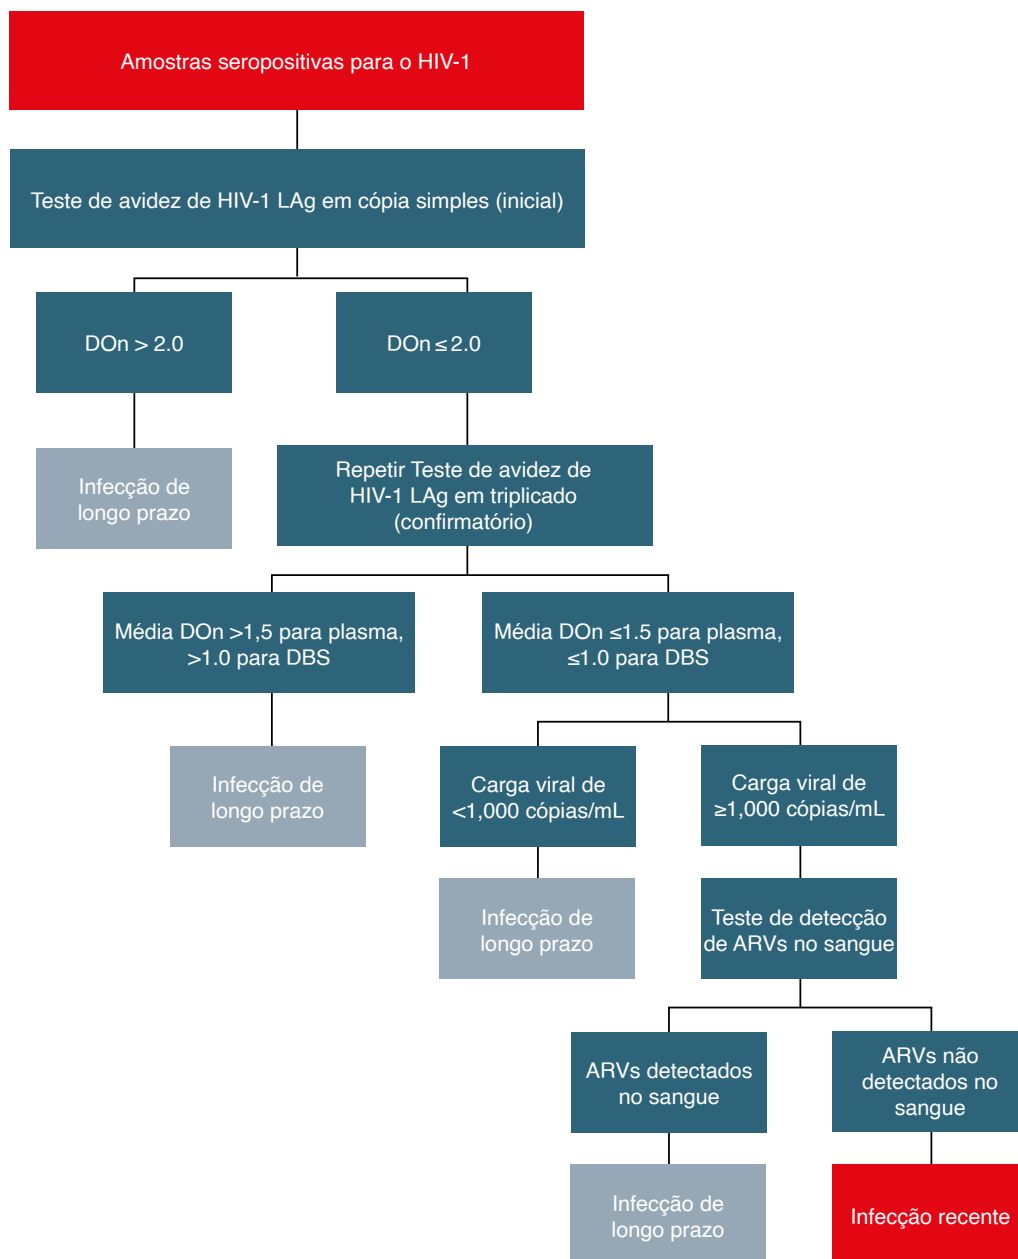 Amostras seropositivas para o HIV-1
Teste de avidez de HIV-1 LAg em cópia simples (inicial)
DOn > 2.0
DOn ≤ 2.0
Infecção de
longo prazo
Repetir Teste de avidez de
HIV-1 LAg em triplicado
(confirmatório)
Média DOn >1,5 para plasma,
>1.0 para DBS
Média DOn ≤1.5 para plasma,
≤1.0 para DBS
Infecção de
longo prazo
Carga viral de
<1,000 cópias/mL
Carga viral de
≥1,000 cópias/mL
Infecção de
longo prazo
Teste de detecção
de ARVs no sangue
ARVs detectados
no sangue
ARVs não
detectados no
sangue
Infecção de
longo prazo
Infecção recente